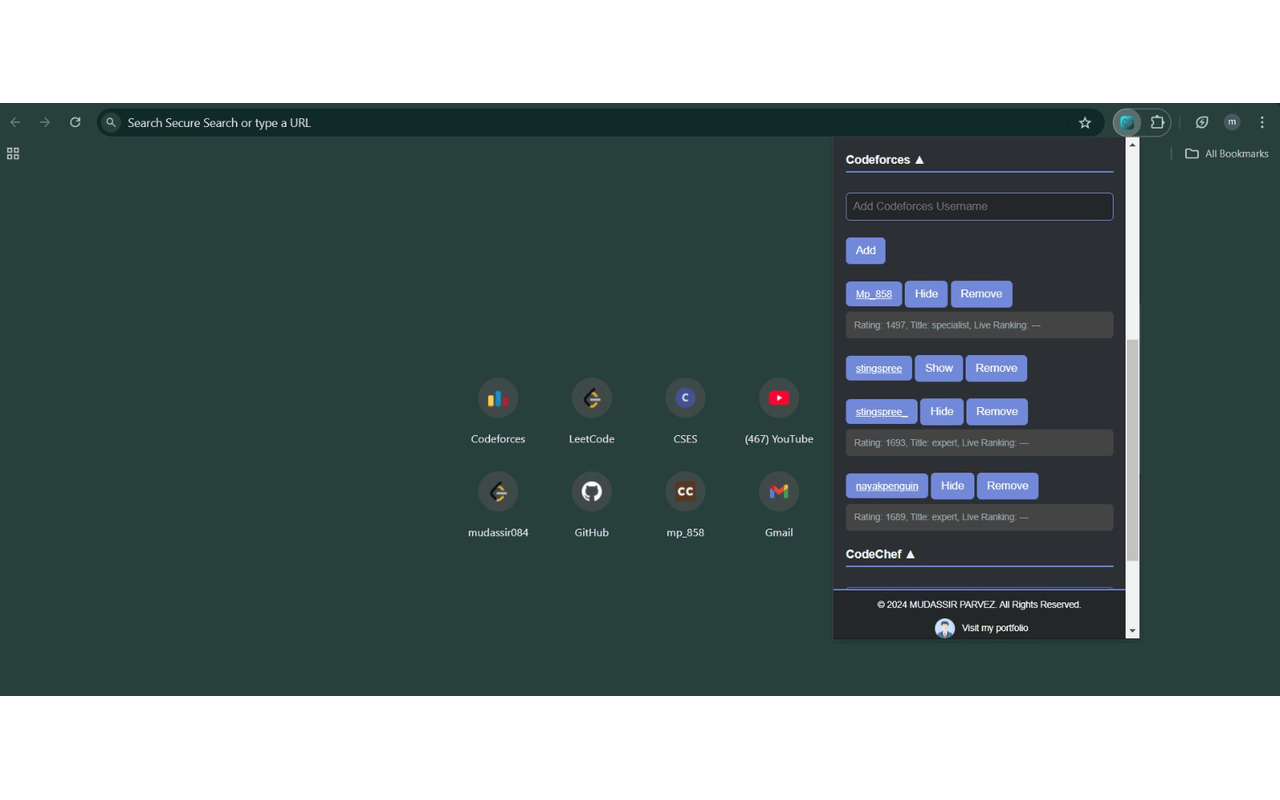 Search Secure Search or type a URL
m
All Bookmarks
Codeforces ▲
Add Codeforces Username
Add
Mp_858 Hide Remove
Rating: 1497, Title: specialist, Live Ranking: —
stingspree Show Remove
stingspree_ Hide Remove
Rating: 1693, Title: expert, Live Ranking: —
nayakpenguin Hide Remove
Rating: 1689, Title: expert, Live Ranking: —
CodeChef ▲
© 2024 MUDASSIR PARVEZ. All Rights Reserved.
Visit my portfolio
C
Codeforces LeetCode CSES (467) YouTube
CC
mudassir084 GitHub mp_858 Gmail